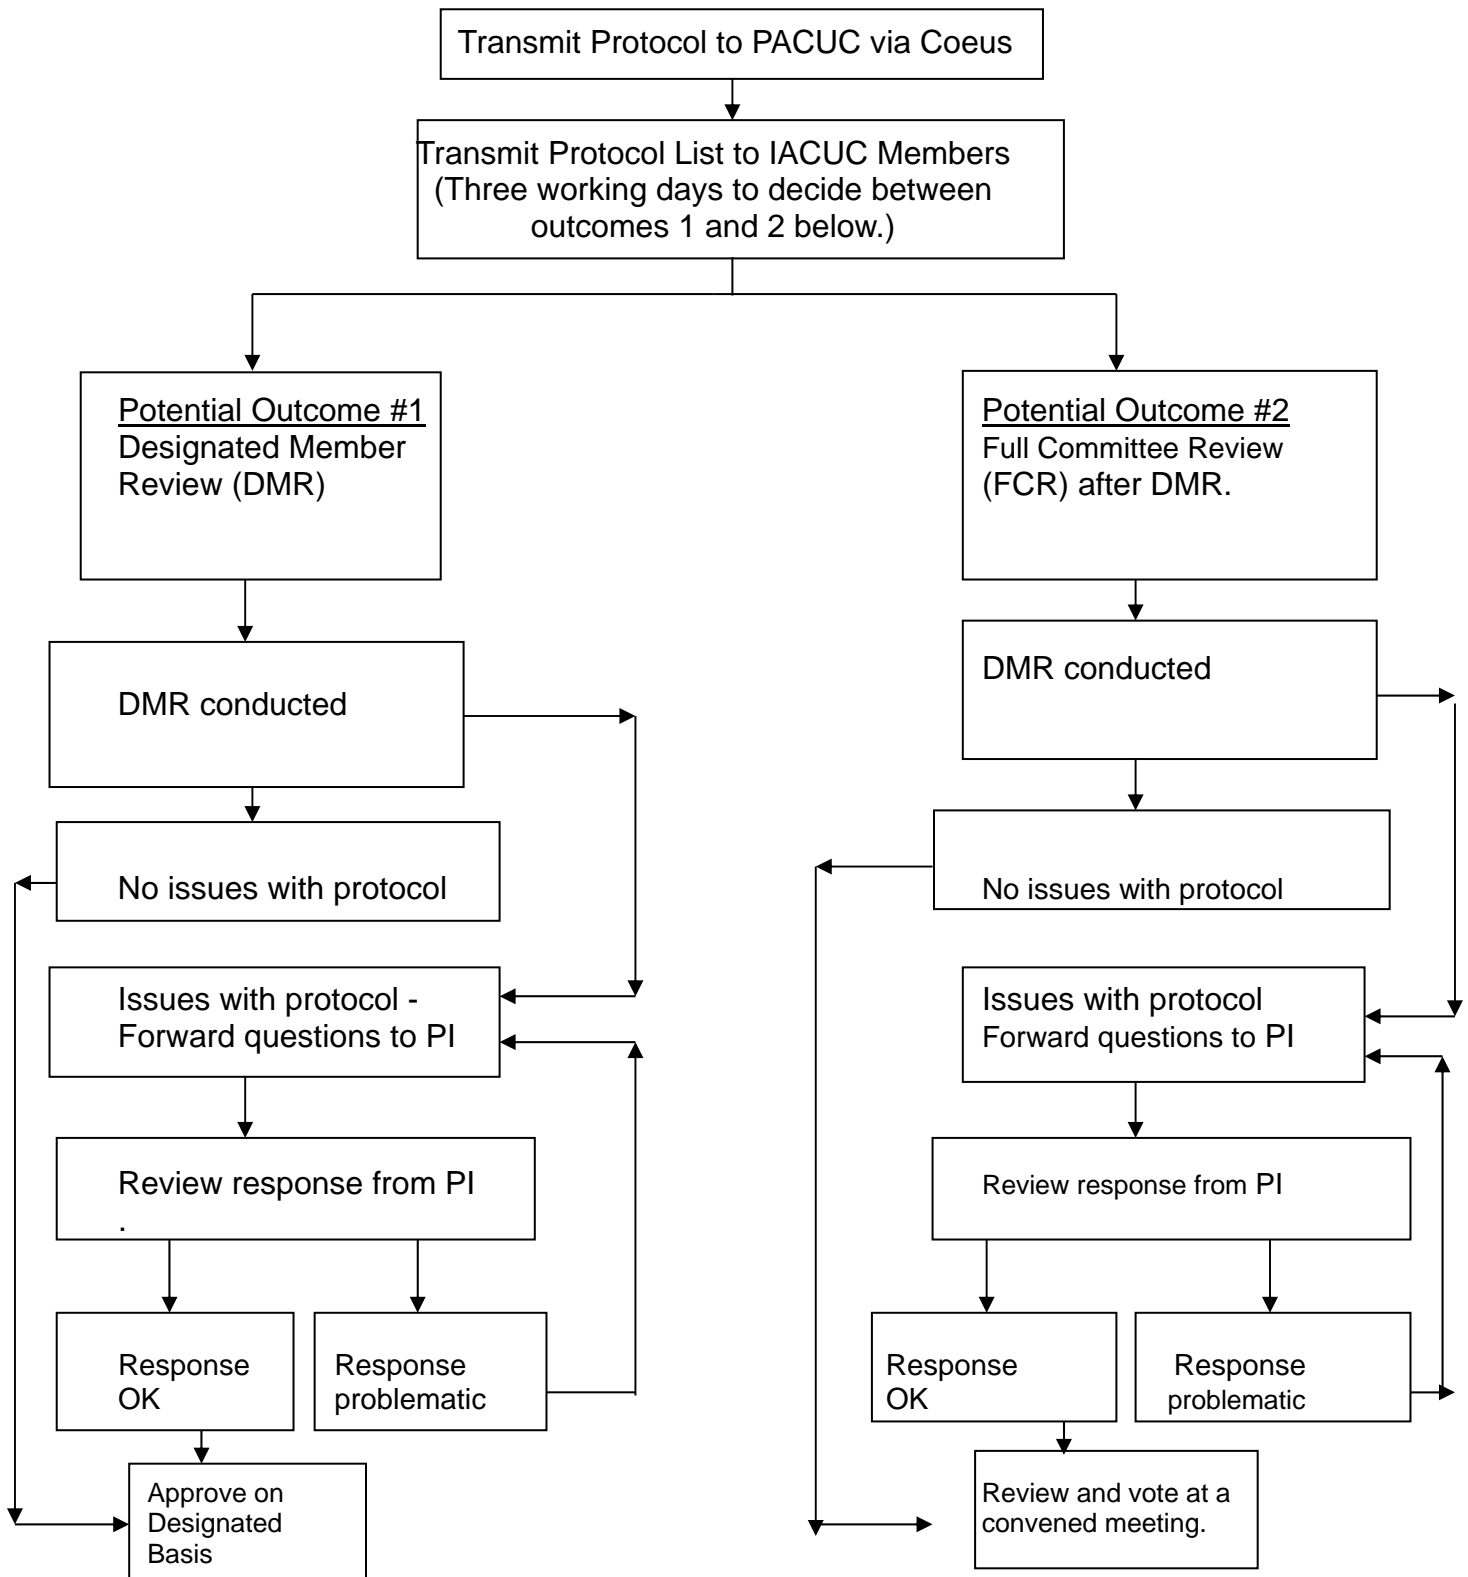 Transmit Protocol to PACUC via Coeus
Transmit Protocol List to IACUC Members
(Three working days to decide between
outcomes 1 and 2 below.)
Potential Outcome #1
Designated Member
Review (DMR)
DMR conducted
No issues with protocol
Issues with protocol -
Forward questions to PI
Review response from PI
.
Response
OK
Response
problematic
Approve on
Designated
Basis
Potential Outcome #2
Full Committee Review
(FCR) after DMR.
DMR conducted
No issues with protocol
Issues with protocol
Forward questions to PI
Review response from PI
Response
OK
Response
problematic
Review and vote at a
convened meeting.